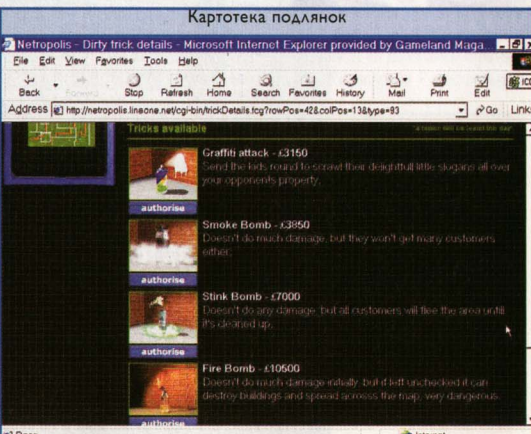 Картотека подлянок
Netropolis - Dirty trick details - Microsoft Internet Explorer provided by Gameland Maga
File Edit View Favorites Tools Help
Back Stop Refresh Home Search Favorites History Mail Print Edit
Address http://netropolis.lineone.net/cgi-bin/trickDetails.fcg?rowPos=42&colPos=13&type=93 Go Links
Tricks available
Graffiti attack - £3150
Send the kids round to scrawl their delightfull little slogans all over
your opponents property.
authorise
Smoke Bomb - £3850
Doesn't do much damage, but they won't get many customers
either.
authorise
Stink Bomb - £7000
Doesn't do any damage, but all customers will flee the area untill
it's cleaned up.
authorise
Fire Bomb - £10500
Doesn't do much damage initially, but if left unchecked it can
destroy buildings and spread acrosss the map, very dangerous.
authorise